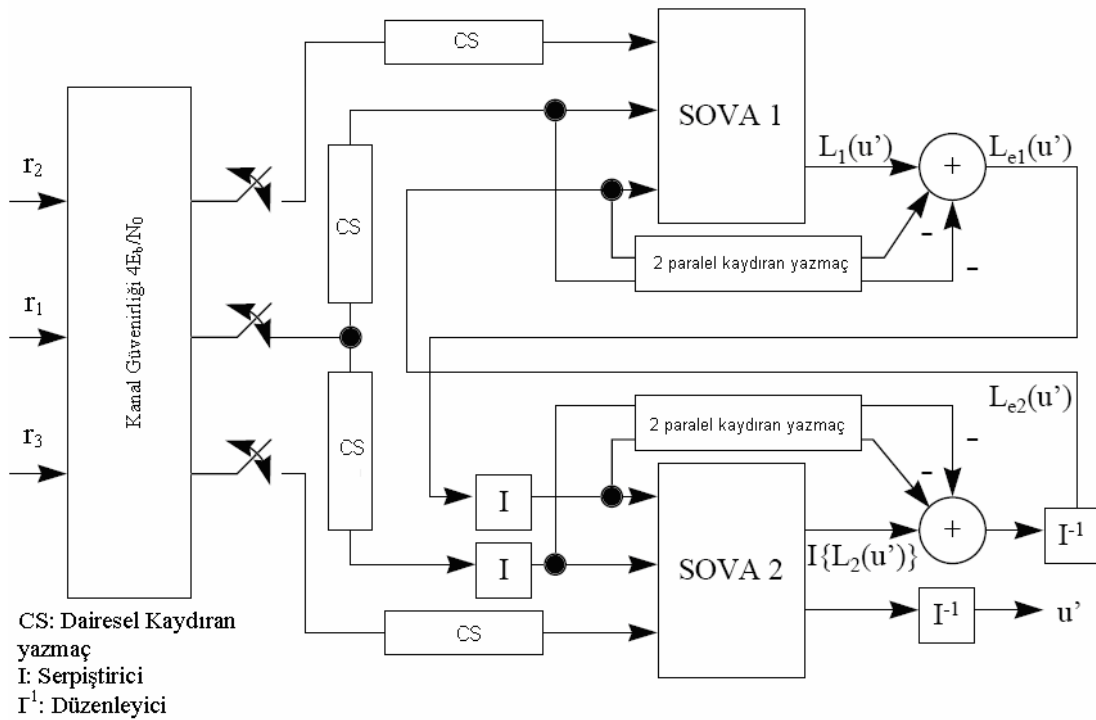 CS
SOVA 1
L₁(u’)
+
Lₑ₁(u’)
r₂
CS
-
2 paralel kaydıran yazmaç
-
r₁
Kanal Güvenirliği 4E_b/N₀
Lₑ₂(u’)
2 paralel kaydıran yazmaç
-
r₃
CS
-
I
+
I⁻¹
I
SOVA 2
I{L₂(u’)}
I⁻¹
u’
CS
CS: Dairesel Kaydıran
yazmaç
I: Serpiştirici
I⁻¹: Düzenleyici